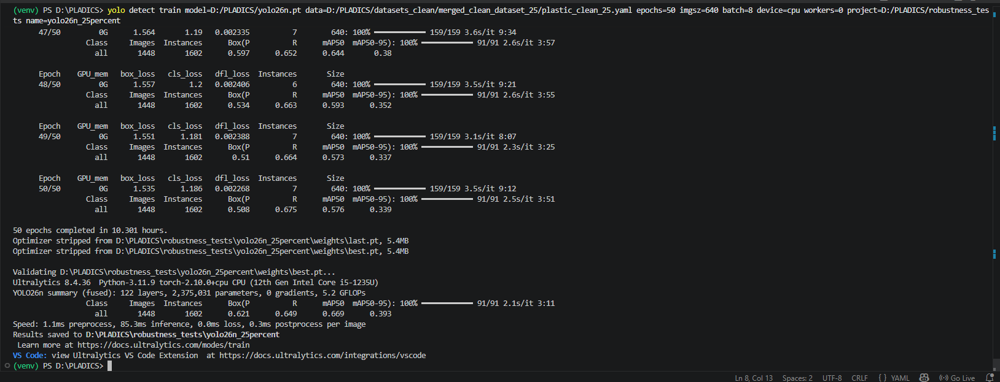 (venv) PS D:\PLADICS> yolo detect train model=D:/PLADICS/yolo26n.pt data=D:/PLADICS/datasets_clean/merged_clean_dataset_25/plastic_clean_25.yaml epochs=50 imgsz=640 batch=8 device=cpu workers=0 project=D:/PLADICS/robustness_tes
ts name=yolo26n_25percent
47/50 0G 1.564 1.19 0.002335 7 640: 100% ━━━━━━━━━━━━ 159/159 3.6s/it 9:34
Class Images Instances Box(P R mAP50 mAP50-95): 100% ━━━━━━━━━━━━ 91/91 2.6s/it 3:57
all 1448 1602 0.597 0.652 0.644 0.38
Epoch GPU_mem box_loss cls_loss dfl_loss Instances Size
48/50 0G 1.557 1.2 0.002406 6 640: 100% ━━━━━━━━━━━━ 159/159 3.5s/it 9:21
Class Images Instances Box(P R mAP50 mAP50-95): 100% ━━━━━━━━━━━━ 91/91 2.6s/it 3:55
all 1448 1602 0.534 0.663 0.593 0.352
Epoch GPU_mem box_loss cls_loss dfl_loss Instances Size
49/50 0G 1.551 1.181 0.002388 7 640: 100% ━━━━━━━━━━━━ 159/159 3.1s/it 8:07
Class Images Instances Box(P R mAP50 mAP50-95): 100% ━━━━━━━━━━━━ 91/91 2.3s/it 3:25
all 1448 1602 0.51 0.664 0.573 0.337
Epoch GPU_mem box_loss cls_loss dfl_loss Instances Size
50/50 0G 1.535 1.186 0.002268 7 640: 100% ━━━━━━━━━━━━ 159/159 3.5s/it 9:12
Class Images Instances Box(P R mAP50 mAP50-95): 100% ━━━━━━━━━━━━ 91/91 2.5s/it 3:51
all 1448 1602 0.508 0.675 0.576 0.339
50 epochs completed in 10.301 hours.
Optimizer stripped from D:\PLADICS\robustness_tests\yolo26n_25percent\weights\last.pt, 5.4MB
Optimizer stripped from D:\PLADICS\robustness_tests\yolo26n_25percent\weights\best.pt, 5.4MB
Validating D:\PLADICS\robustness_tests\yolo26n_25percent\weights\best.pt...
Ultralytics 8.4.36 Python-3.11.9 torch-2.10.0+cpu CPU (12th Gen Intel Core i5-1235U)
YOLO26n summary (fused): 122 layers, 2,375,031 parameters, 0 gradients, 5.2 GFLOPs
Class Images Instances Box(P R mAP50 mAP50-95): 100% ━━━━━━━━━━━━ 91/91 2.1s/it 3:11
all 1448 1602 0.621 0.649 0.669 0.393
Speed: 1.1ms preprocess, 85.3ms inference, 0.0ms loss, 0.3ms postprocess per image
Results saved to D:\PLADICS\robustness_tests\yolo26n_25percent
Learn more at https://docs.ultralytics.com/modes/train
VS Code: view Ultralytics VS Code Extension at https://docs.ultralytics.com/integrations/vscode
(venv) PS D:\PLADICS>
Ln 8, Col 13 Spaces: 2 UTF-8 CRLF {} YAML Go Live